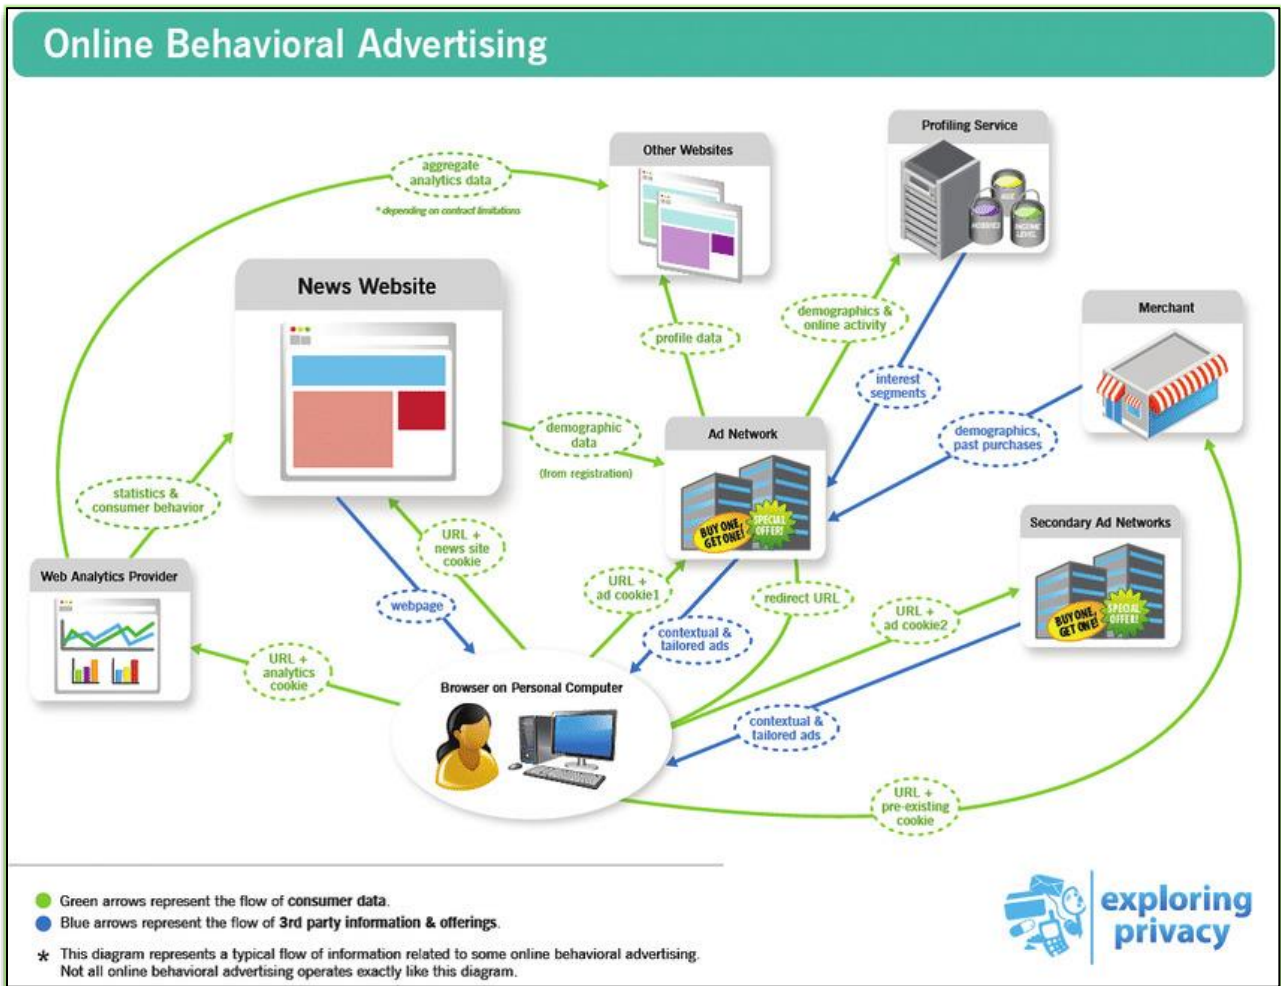 Online Behavioral Advertising
Profiling Service
Other Websites
aggregate
analytics data
* depending on contract limitations
AGE
HOBBIES
INCOME
LEVEL
News Website
demographics &
online activity
Merchant
profile data
interest
segments
demographic
data
(from registration)
Ad Network
demographics,
past purchases
BUY ONE,
GET ONE!
SPECIAL
OFFER!
statistics &
consumer behavior
URL +
news site
cookie
Secondary Ad Networks
BUY ONE,
GET ONE!
SPECIAL
OFFER!
Web Analytics Provider
webpage
URL +
ad cookie1
redirect URL
URL +
ad cookie2
contextual &
tailored ads
URL +
analytics
cookie
Browser on Personal Computer
contextual &
tailored ads
URL +
pre-existing
cookie
Green arrows represent the flow of consumer data.
Blue arrows represent the flow of 3rd party information & offerings.
* This diagram represents a typical flow of information related to some online behavioral advertising.
Not all online behavioral advertising operates exactly like this diagram.
exploring
privacy